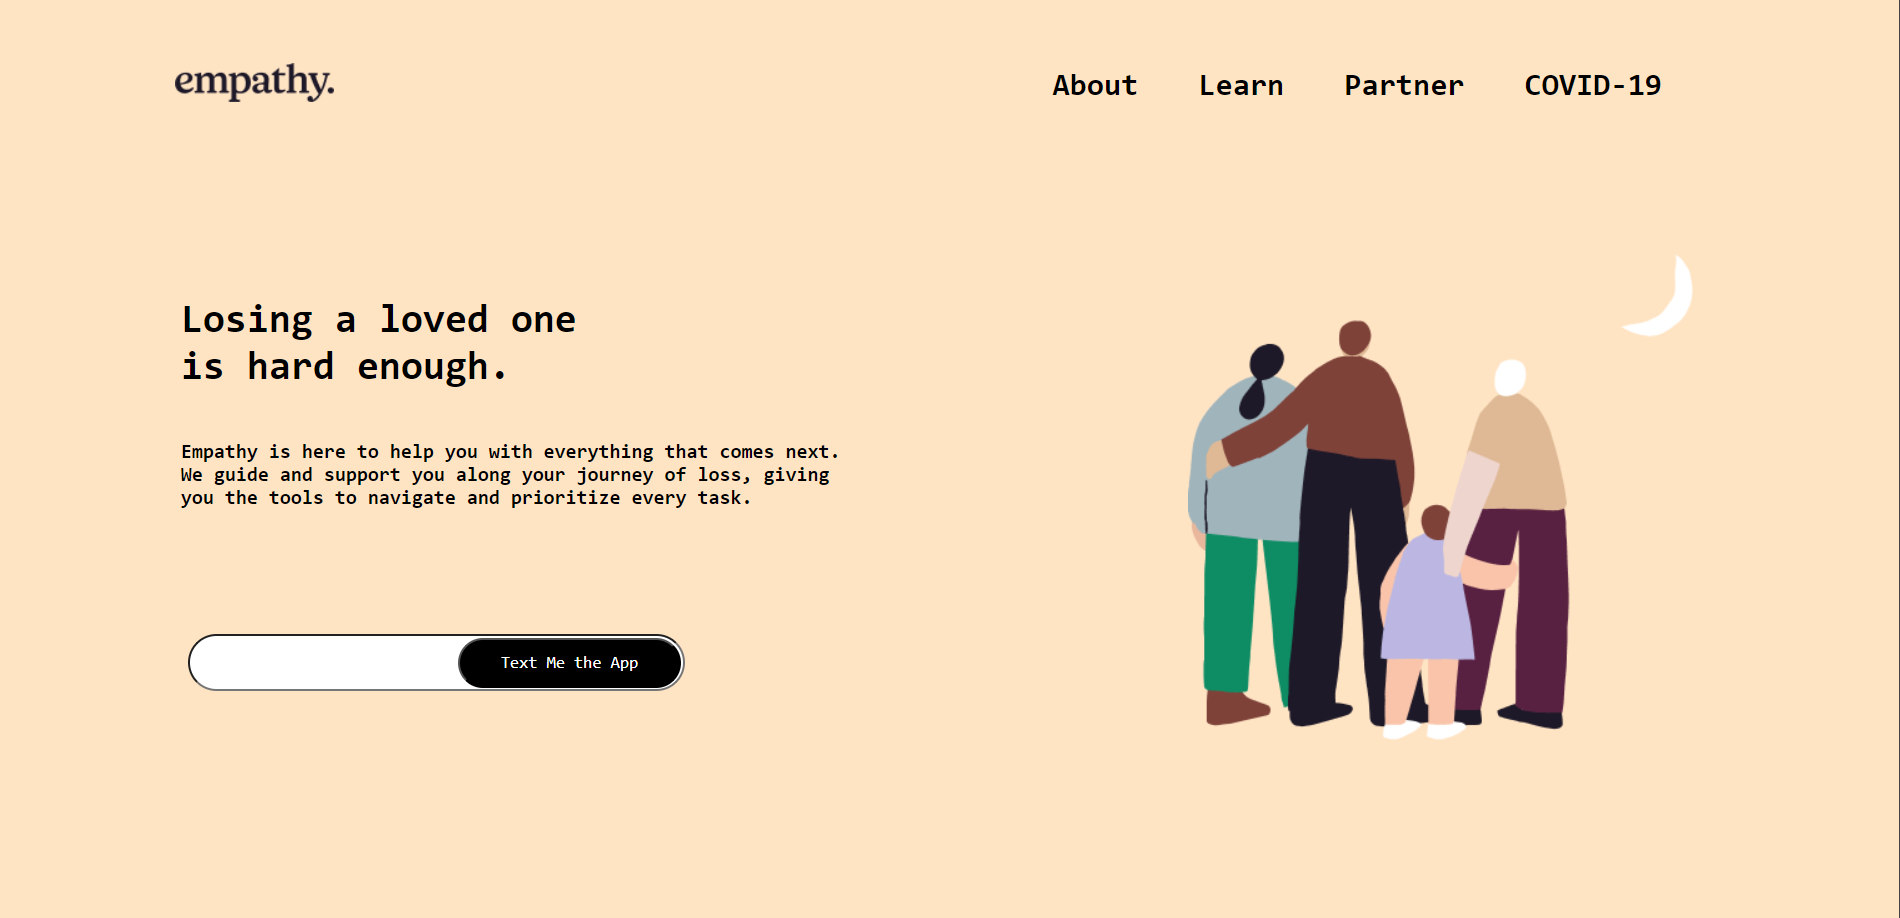 empathy.
About Learn Partner COVID-19
Losing a loved one
is hard enough.
Empathy is here to help you with everything that comes next.
We guide and support you along your journey of loss, giving
you the tools to navigate and prioritize every task.
Text Me the App